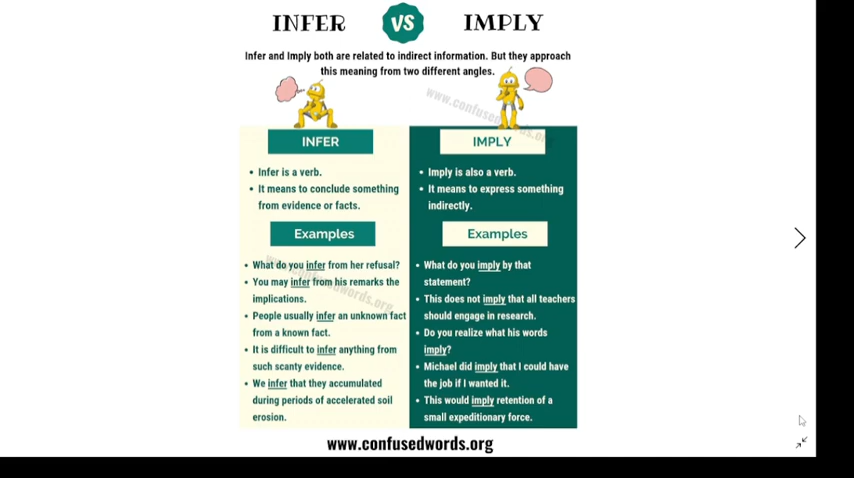 INFER VS IMPLY
Infer and Imply both are related to indirect information. But they approach
this meaning from two different angles.
www.confusedwords.org
INFER
• Infer is a verb.
• It means to conclude something
from evidence or facts.
Examples
• What do you infer from her refusal?
• You may infer from his remarks the
implications.
• People usually infer an unknown fact
from a known fact.
• It is difficult to infer anything from
such scanty evidence.
• We infer that they accumulated
during periods of accelerated soil
erosion.
www.confusedwords.org
IMPLY
• Imply is also a verb.
• It means to express something
indirectly.
Examples
• What do you imply by that
statement?
• This does not imply that all teachers
should engage in research.
• Do you realize what his words
imply?
• Michael did imply that I could have
the job if I wanted it.
• This would imply retention of a
small expeditionary force.
www.confusedwords.org